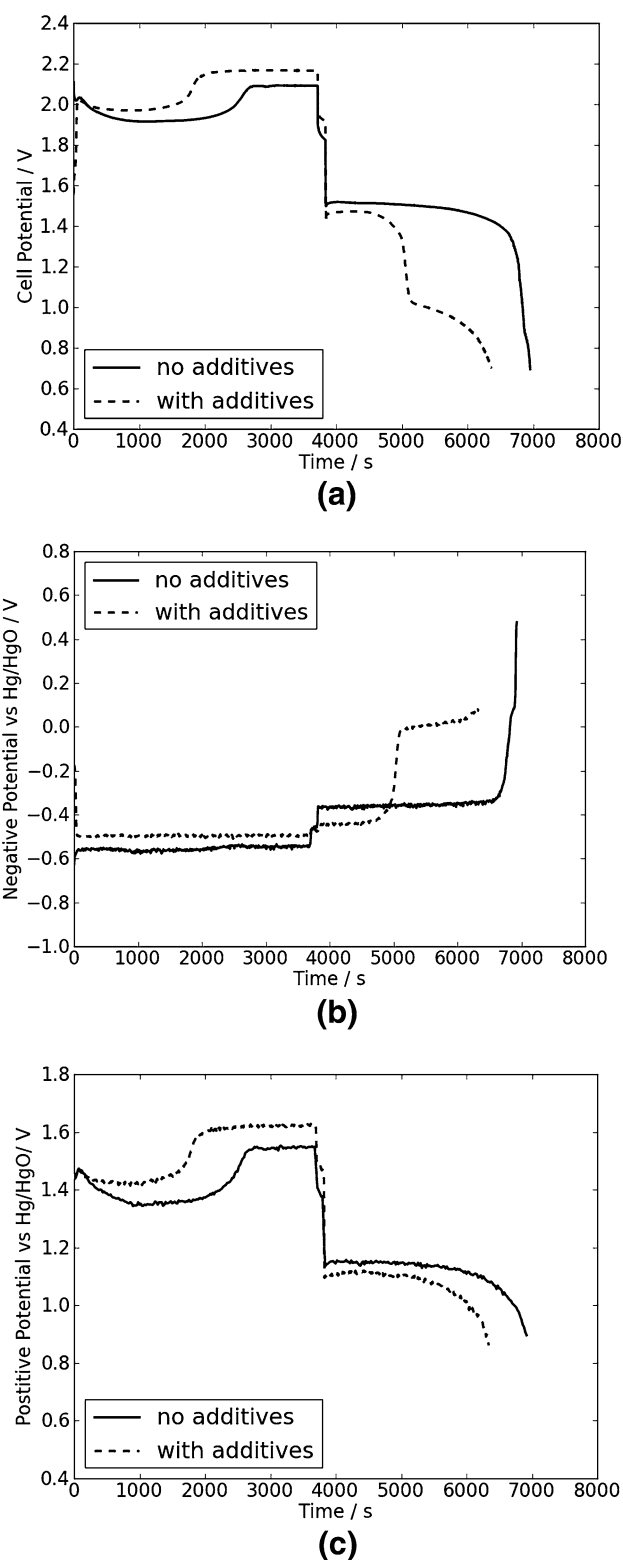 2.4
2.2
2.0
1.8
1.6
1.4
1.2
1.0
0.8
0.6
0.4
Cell Potential / V
no additives
with additives
0 1000 2000 3000 4000 5000 6000 7000 8000
Time / s
(a)
0.8
0.6
0.4
0.2
0.0
−0.2
−0.4
−0.6
−0.8
−1.0
Negative Potential vs Hg/HgO / V
no additives
with additives
0 1000 2000 3000 4000 5000 6000 7000 8000
Time / s
(b)
1.8
1.6
1.4
1.2
1.0
0.8
0.6
0.4
Postitive Potential vs Hg/HgO/ V
no additives
with additives
0 1000 2000 3000 4000 5000 6000 7000 8000
Time / s
(c)